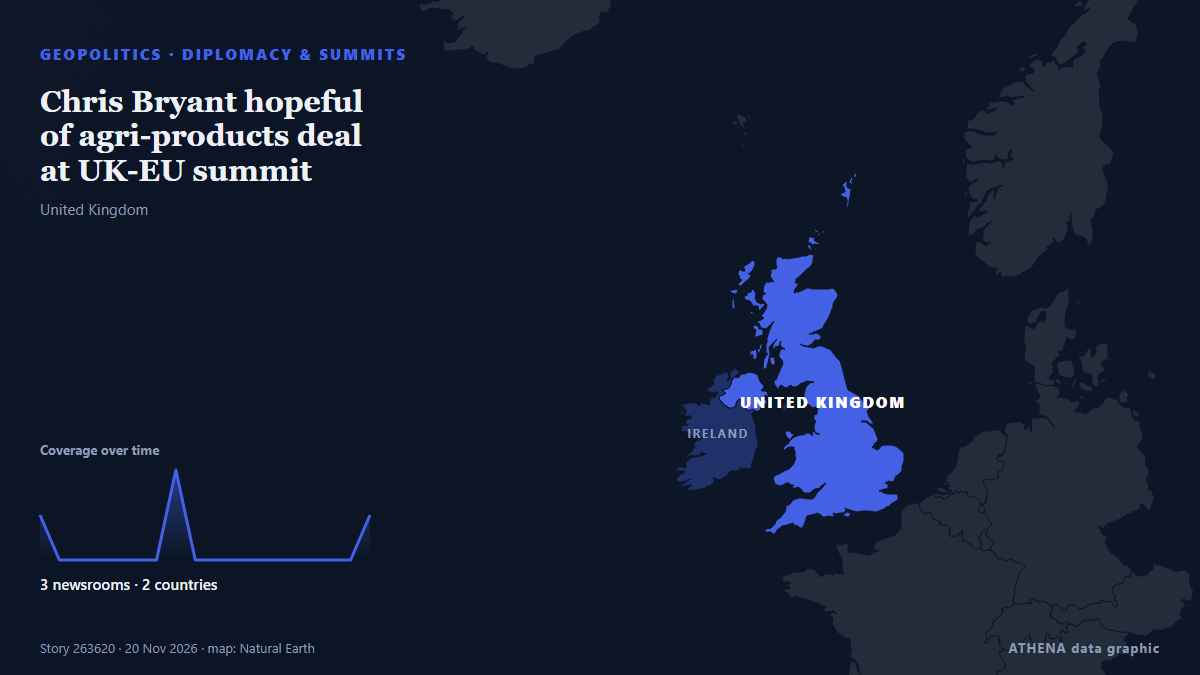 GEOPOLITICS · DIPLOMACY & SUMMITS
Chris Bryant hopeful
of agri-products deal
at UK-EU summit
United Kingdom
UNITED KINGDOM
IRELAND
Coverage over time
3 newsrooms · 2 countries
Story 263620 · 20 Nov 2026 · map: Natural Earth
ATHENA data graphic